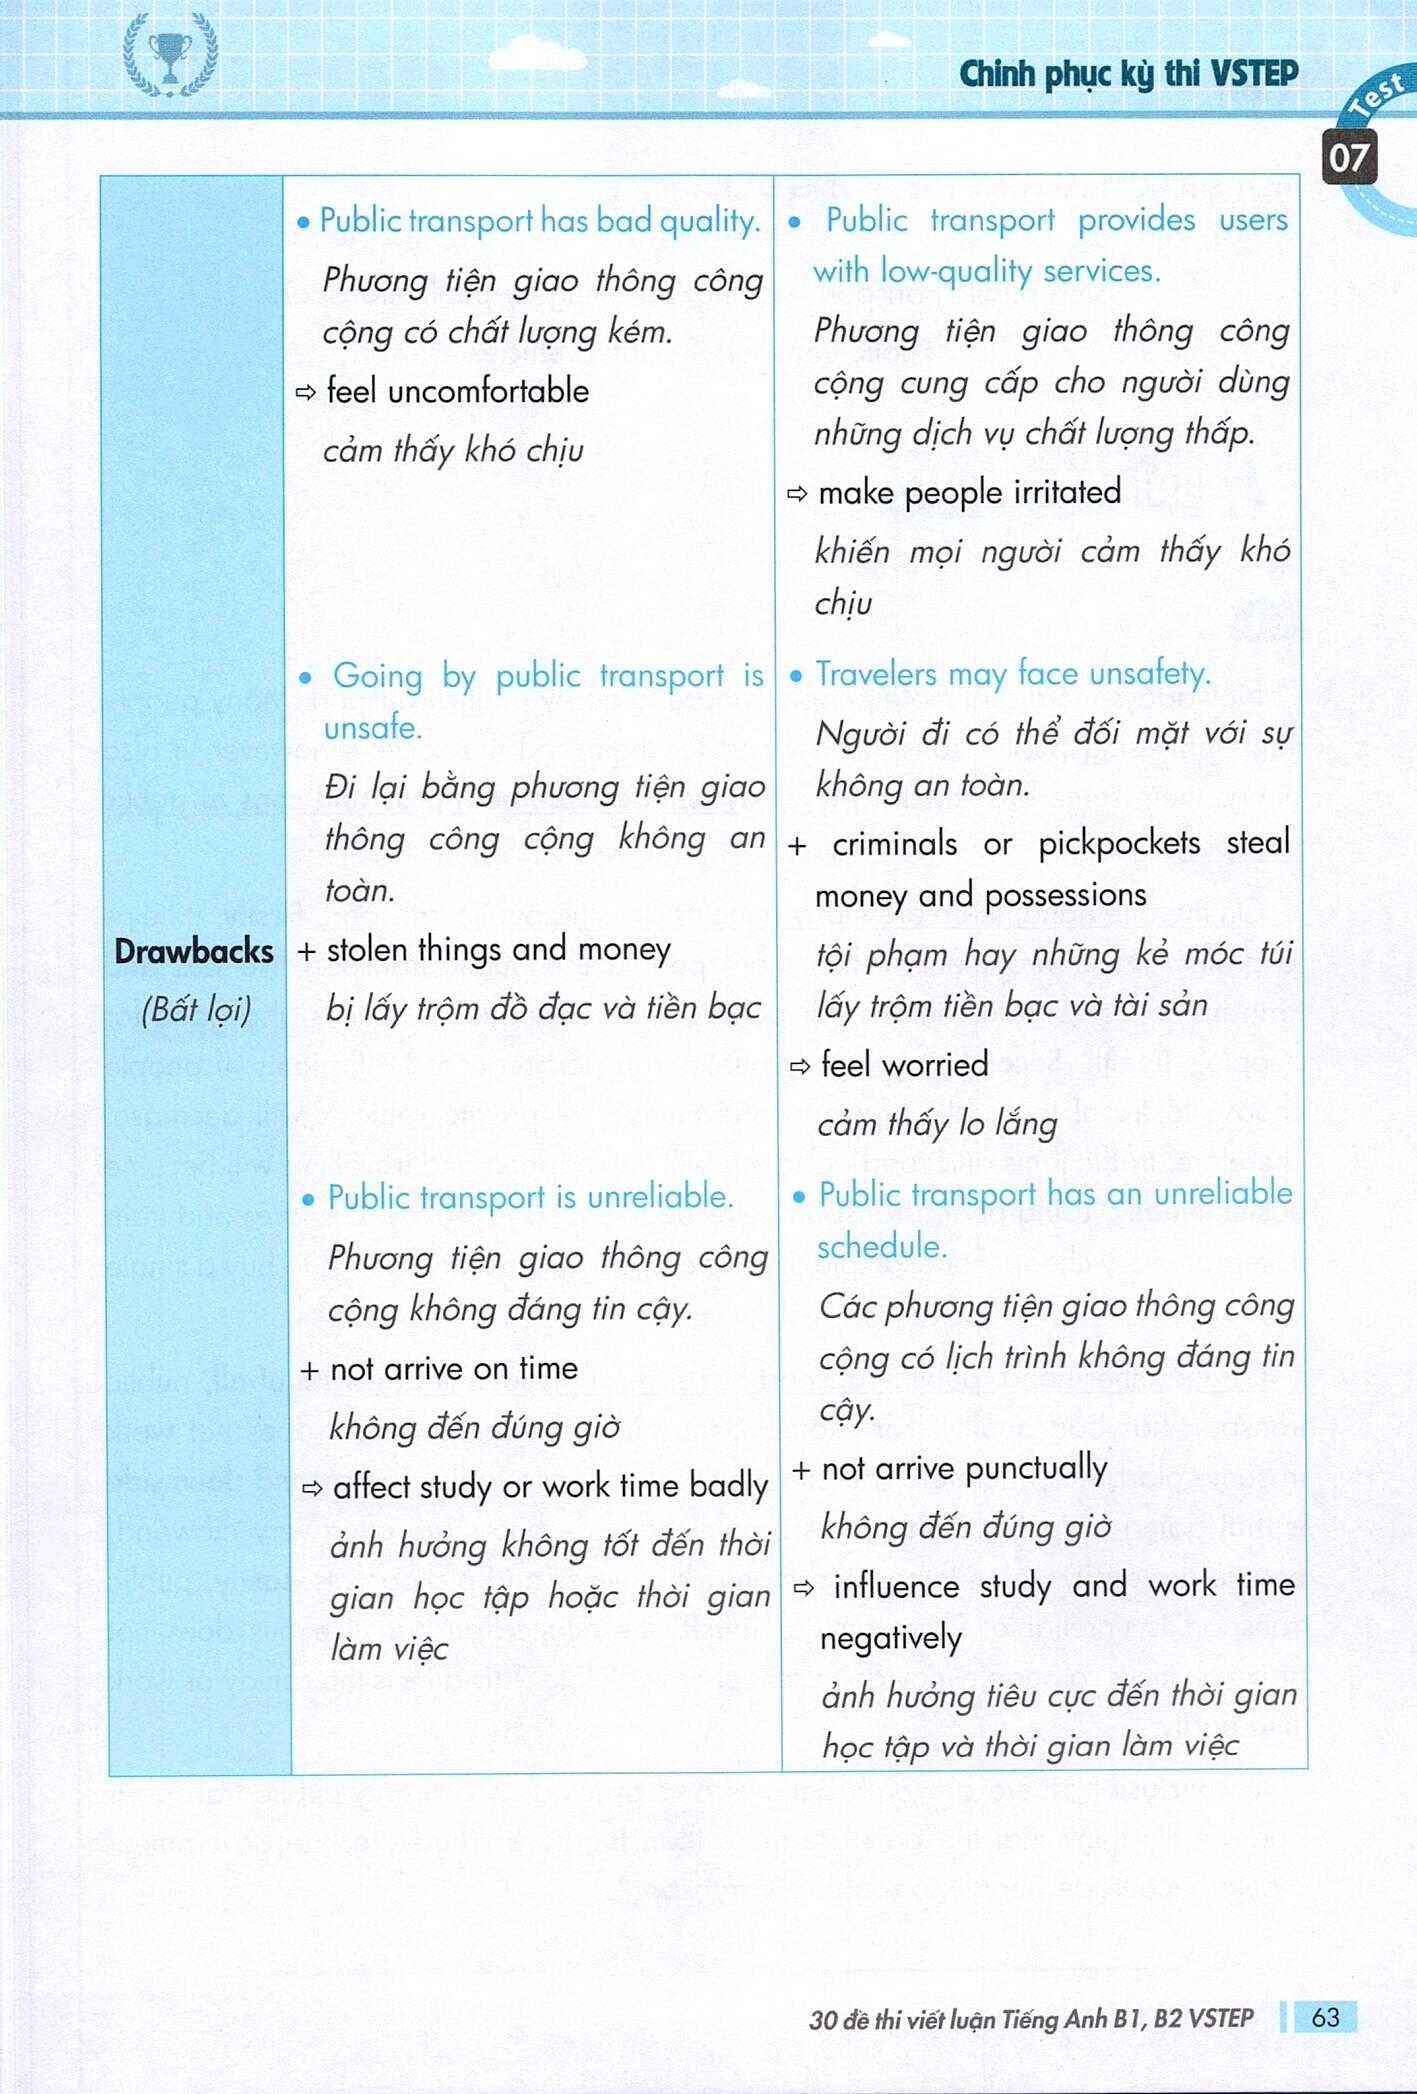 Chinh phục kỳ thi VSTEP
Test
07
Drawbacks
(Bất lợi)
• Public transport has bad quality.
Phương tiện giao thông công
cộng có chất lượng kém.
⇨ feel uncomfortable
cảm thấy khó chịu
• Going by public transport is
unsafe.
Đi lại bằng phương tiện giao
thông công cộng không an
toàn.
+ stolen things and money
bị lấy trộm đồ đạc và tiền bạc
• Public transport is unreliable.
Phương tiện giao thông công
cộng không đáng tin cậy.
+ not arrive on time
không đến đúng giờ
⇨ affect study or work time badly
ảnh hưởng không tốt đến thời
gian học tập hoặc thời gian
làm việc
• Public transport provides users
with low-quality services.
Phương tiện giao thông công
cộng cung cấp cho người dùng
những dịch vụ chất lượng thấp.
⇨ make people irritated
khiến mọi người cảm thấy khó
chịu
• Travelers may face unsafety.
Người đi có thể đối mặt với sự
không an toàn.
+ criminals or pickpockets steal
money and possessions
tội phạm hay những kẻ móc túi
lấy trộm tiền bạc và tài sản
⇨ feel worried
cảm thấy lo lắng
• Public transport has an unreliable
schedule.
Các phương tiện giao thông công
cộng có lịch trình không đáng tin
cậy.
+ not arrive punctually
không đến đúng giờ
⇨ influence study and work time
negatively
ảnh hưởng tiêu cực đến thời gian
học tập và thời gian làm việc
30 đề thi viết luận Tiếng Anh B1, B2 VSTEP
63